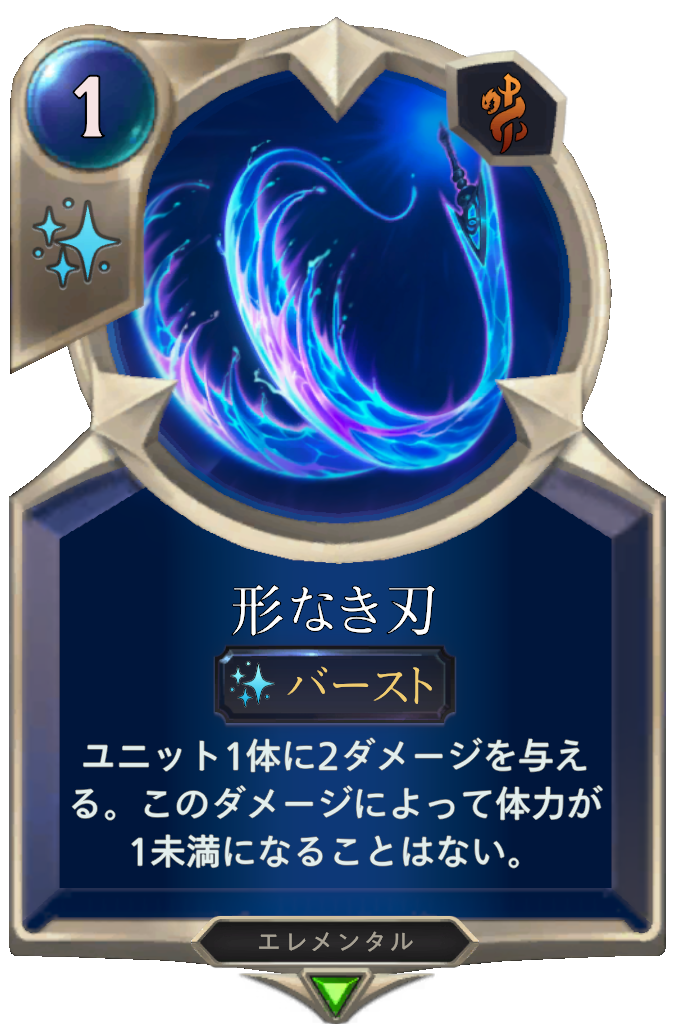 1
形なき刃
バースト
ユニット1体に2ダメージを与え
る。このダメージによって体力が
1未満になることはない。
エレメンタル